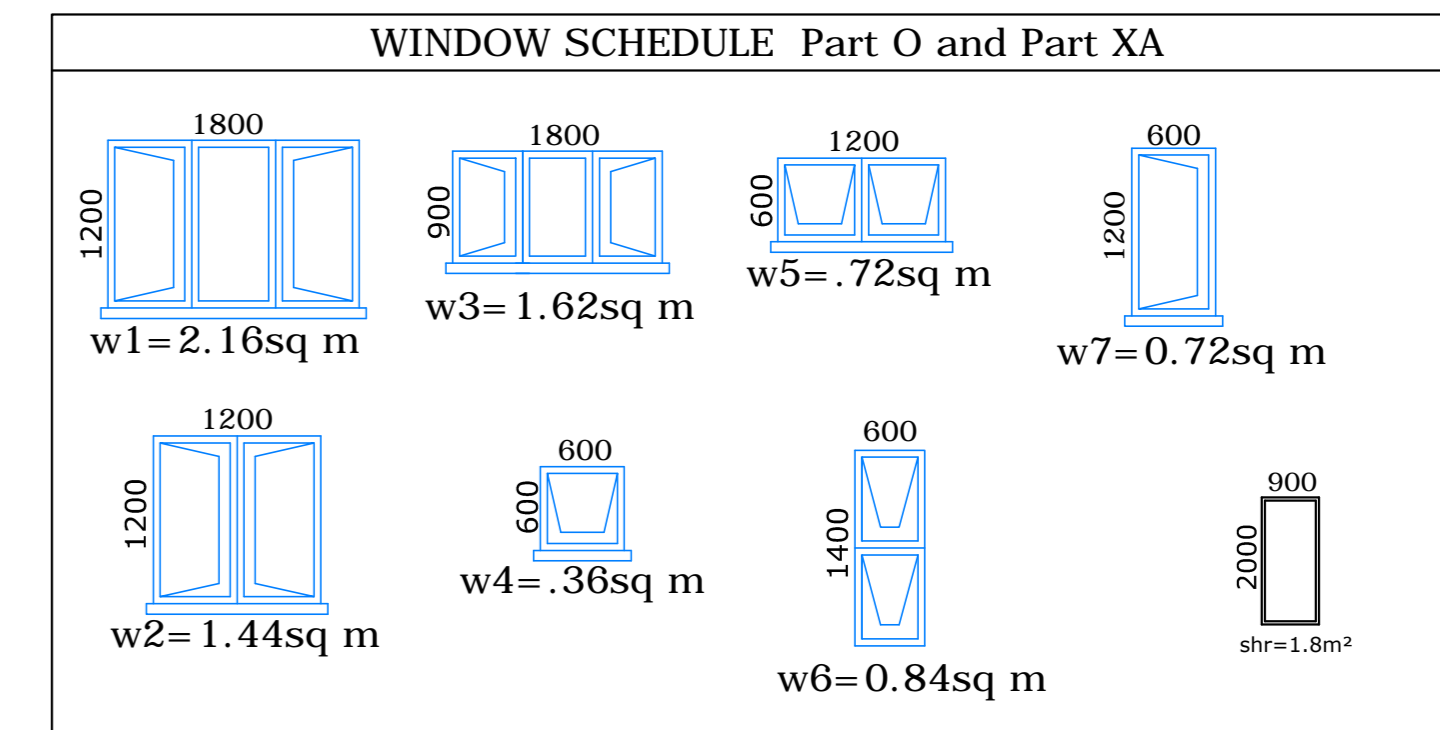 WINDOW SCHEDULE Part O and Part XA
1800
1200
w1=2.16sq m
1800
900
w3=1.62sq m
1200
600
w5=.72sq m
600
1200
w7=0.72sq m
1200
1200
w2=1.44sq m
600
600
w4=.36sq m
600
1400
w6=0.84sq m
900
2000
shr=1.8m²